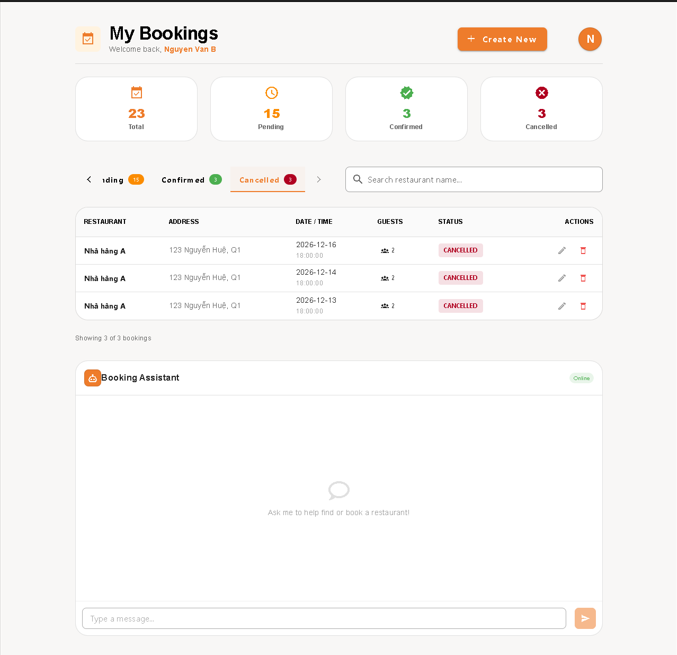 My Bookings
Welcome back, Nguyen Van B
+ Create New
N
23
Total
15
Pending
3
Confirmed
3
Cancelled
nding 15
Confirmed 3
Cancelled 3
Search restaurant name...
RESTAURANT ADDRESS DATE / TIME GUESTS STATUS ACTIONS
Nhà hàng A 123 Nguyễn Huệ, Q1 2026-12-16 2 CANCELLED
18:00:00
Nhà hàng A 123 Nguyễn Huệ, Q1 2026-12-14 2 CANCELLED
18:00:00
Nhà hàng A 123 Nguyễn Huệ, Q1 2026-12-13 2 CANCELLED
18:00:00
Showing 3 of 3 bookings
Booking Assistant
Online
Ask me to help find or book a restaurant!
Type a message...